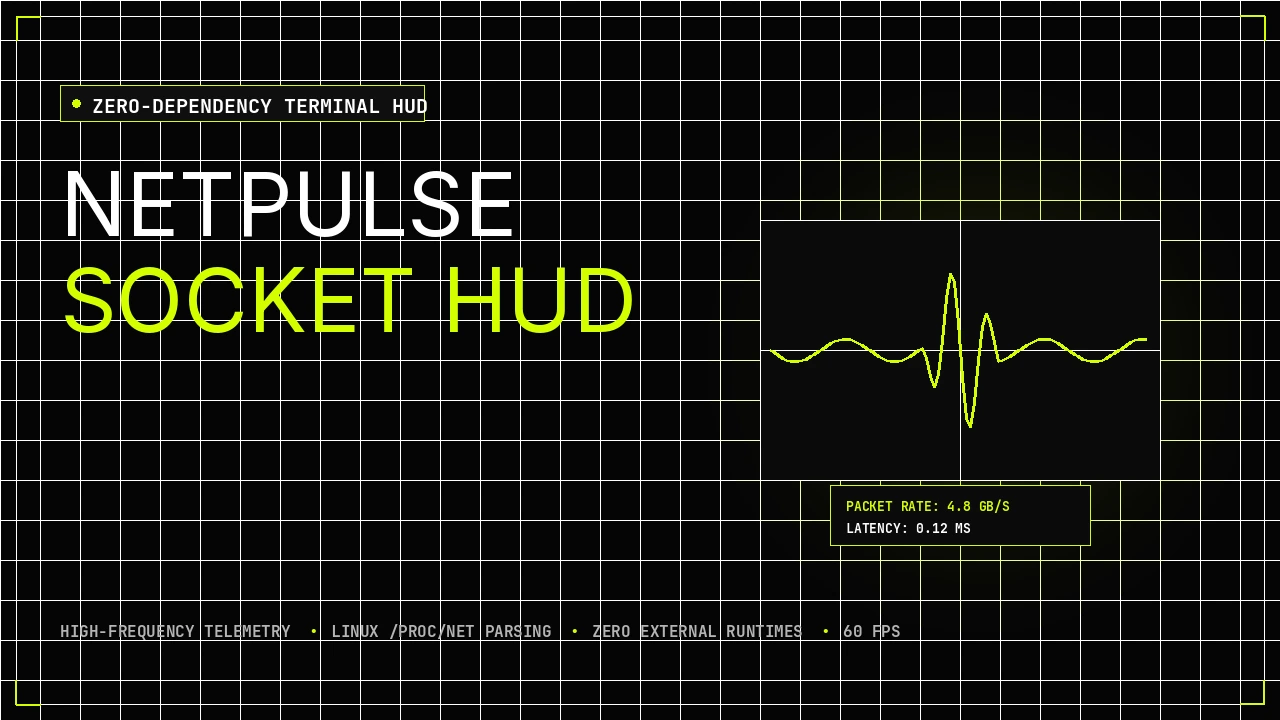 ZERO-DEPENDENCY TERMINAL HUD
NETPULSE
SOCKET HUD
PACKET RATE: 4.8 GB/S
LATENCY: 0.12 MS
HIGH-FREQUENCY TELEMETRY • LINUX /PROC/NET PARSING • ZERO EXTERNAL RUNTIMES • 60 FPS